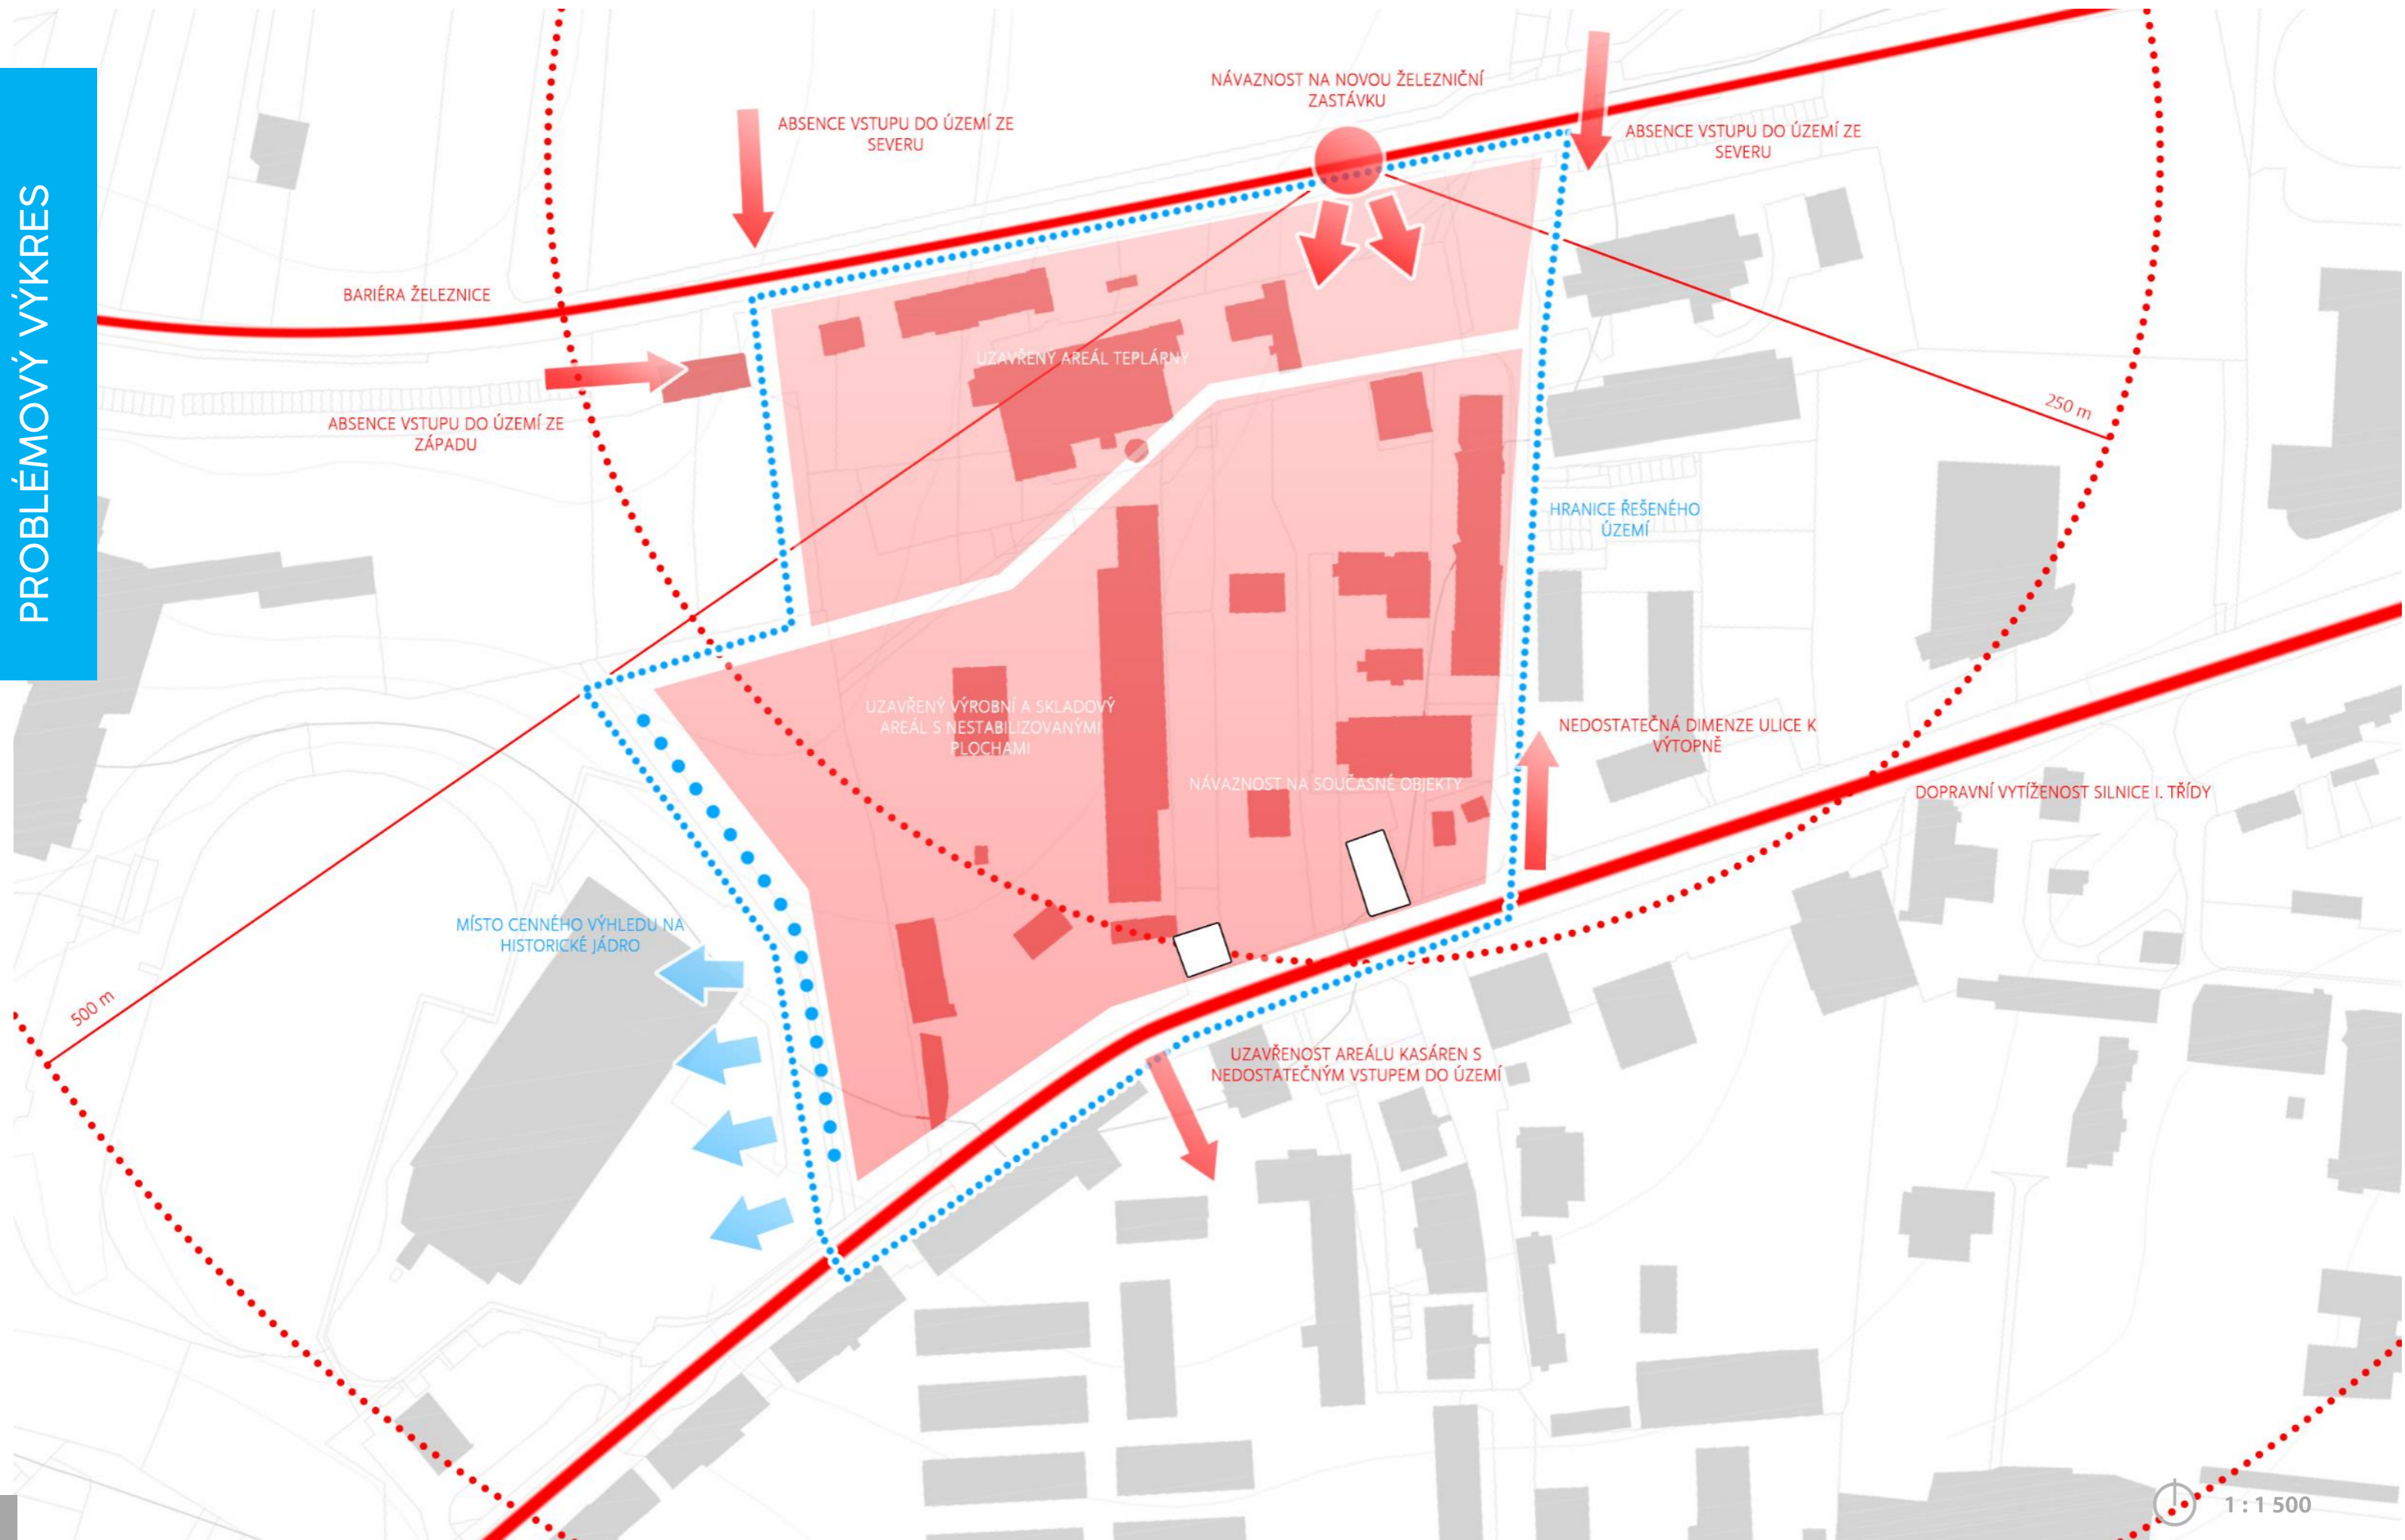 PROBLÉMOVÝ VÝKRES
NÁVAZNOST NA NOVOU ŽELEZNIČNÍ
ZASTÁVKU
ABSENCE VSTUPU DO ÚZEMÍ ZE
SEVERU
ABSENCE VSTUPU DO ÚZEMÍ ZE
SEVERU
BARIÉRA ŽELEZNICE
UZAVŘENÝ AREÁL TEPLÁRNY
ABSENCE VSTUPU DO ÚZEMÍ ZE
ZÁPADU
250 m
HRANICE ŘEŠENÉHO
ÚZEMÍ
UZAVŘENÝ VÝROBNÍ A SKLADOVÝ
AREÁL S NESTABILIZOVANÝMI
PLOCHAMI
NEDOSTATEČNÁ DIMENZE ULICE K
VÝTOPNĚ
NÁVAZNOST NA SOUČASNÉ OBJEKTY
DOPRAVNÍ VYTÍŽENOST SILNICE I. TŘÍDY
MÍSTO CENNÉHO VÝHLEDU NA
HISTORICKÉ JÁDRO
500 m
UZAVŘENOST AREÁLU KASÁREN S
NEDOSTATEČNÝM VSTUPEM DO ÚZEMÍ
1 : 1 500